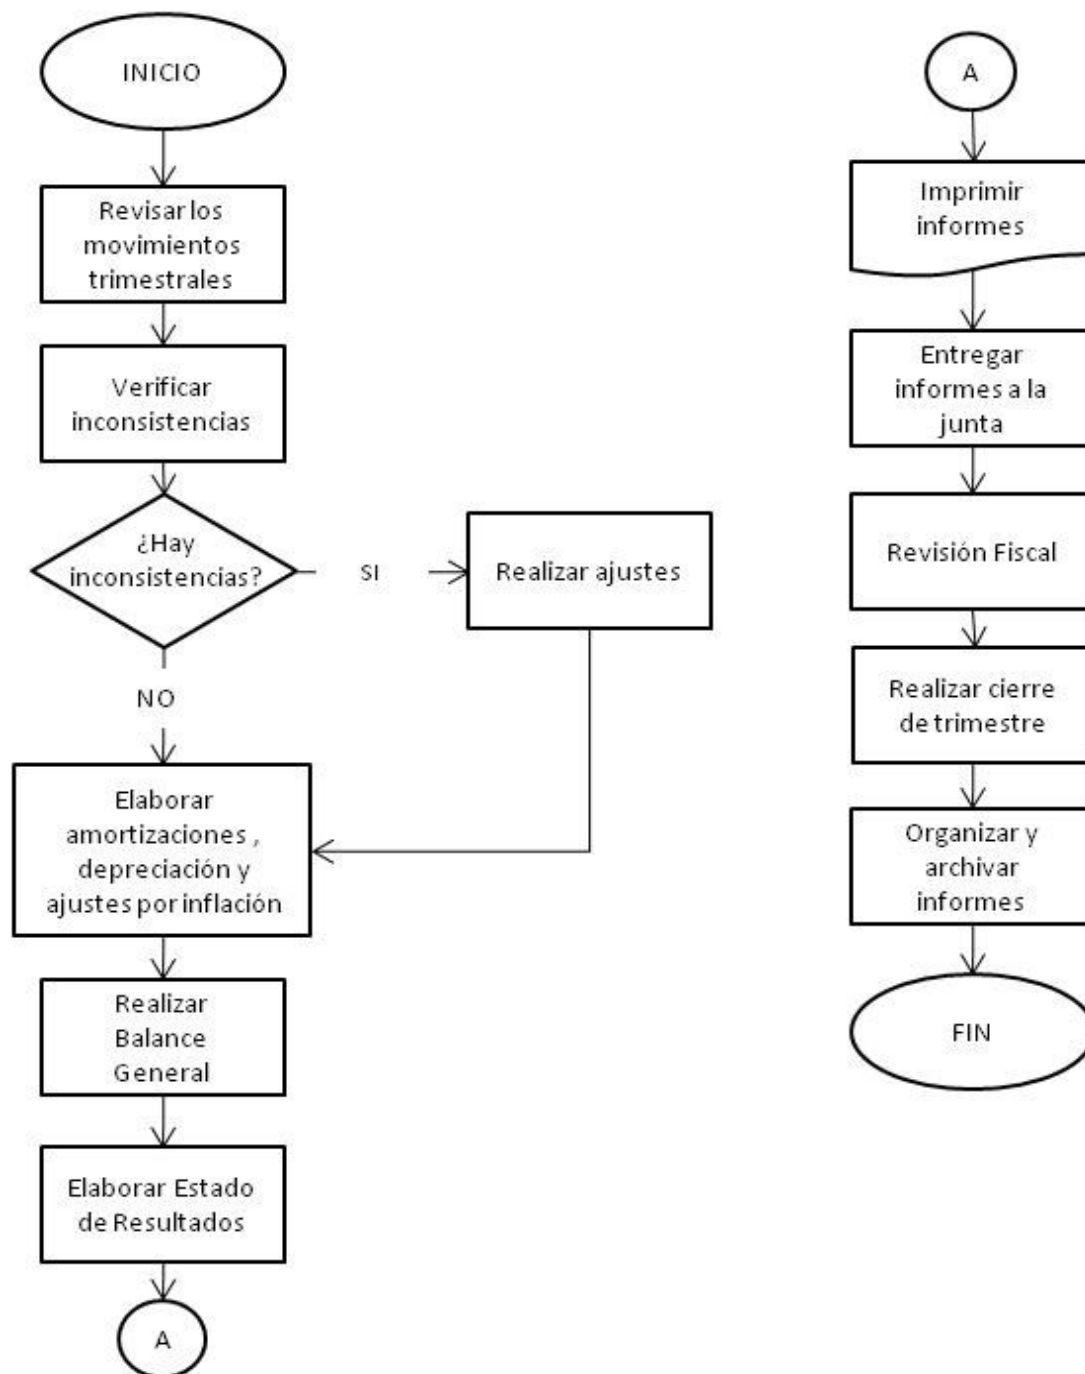 INICIO
Revisar los
movimientos
trimestrales
Verificar
inconsistencias
¿Hay
inconsistencias?
SI
Realizar ajustes
NO
Elaborar
amortizaciones ,
depreciación y
ajustes por inflación
Realizar
Balance
General
Elaborar Estado
de Resultados
A
A
Imprimir
informes
Entregar
informes a la
junta
Revisión Fiscal
Realizar cierre
de trimestre
Organizar y
archivar
informes
FIN